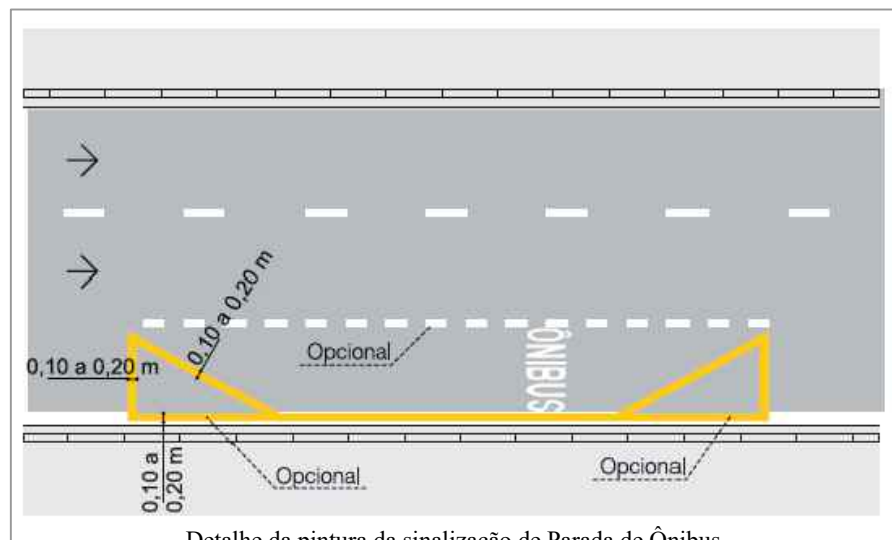 0,10 a 0,20 m
0,10 a 0,20 m
Opcional
ÔNIBUS
0,10 a
0,20 m
Opcional
Opcional
Detalhe da pintura da sinalização de Parada de Ônibus